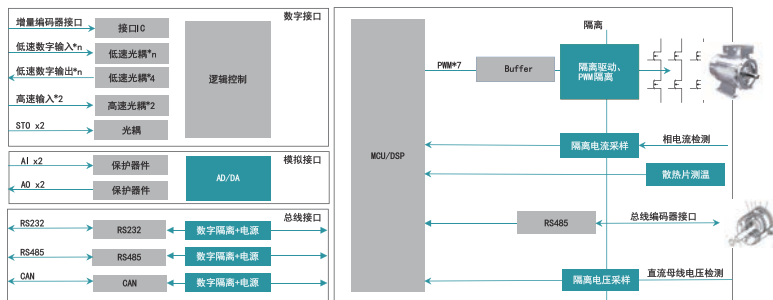 数字接口
增量编码器接口
接口IC
低速数字输入*n
低速光耦*n
低速数字输出*n
低速光耦*4
高速输入*2
高速光耦*2
STO x2
光耦
逻辑控制
模拟接口
AI x2
保护器件
AO x2
保护器件
AD/DA
总线接口
RS232
RS232
数字隔离+电源
RS485
RS485
数字隔离+电源
CAN
CAN
数字隔离+电源
隔离
MCU/DSP
PWM*7
Buffer
隔离驱动、
PWM隔离
隔离电流采样
相电流检测
散热片测温
RS485
总线编码器接口
隔离电压采样
直流母线电压检测